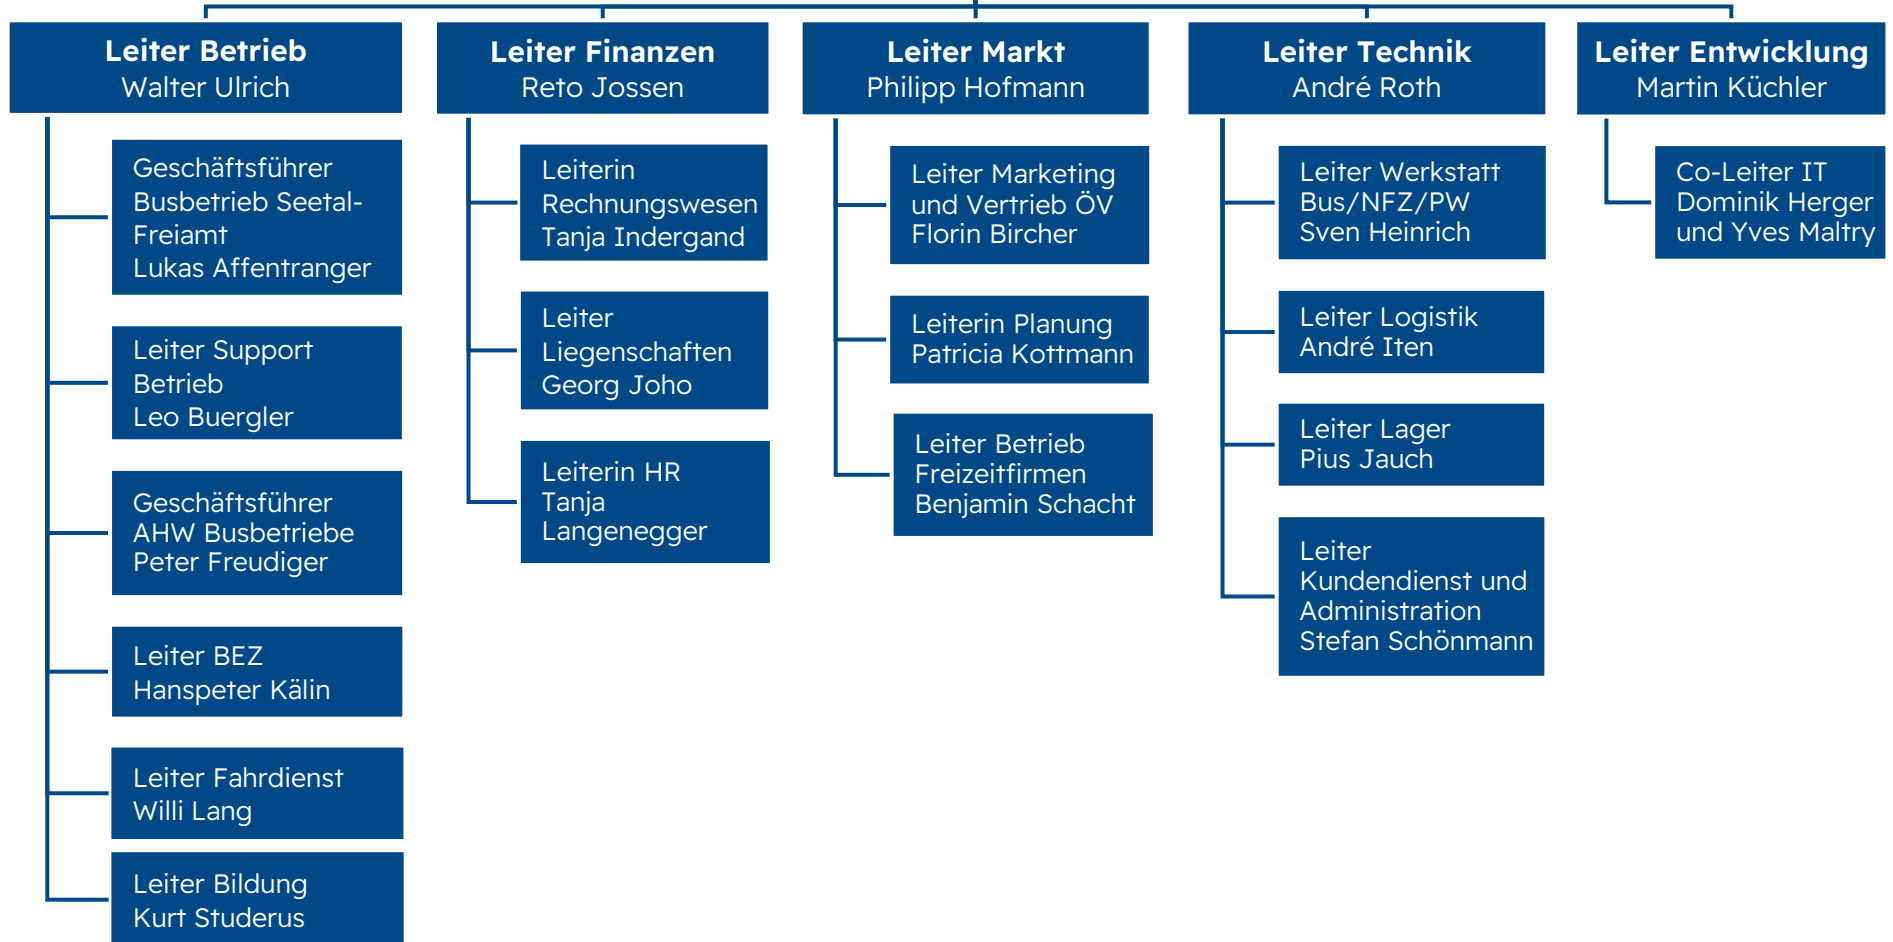 Leiter Betrieb
Walter Ulrich
Geschäftsführer
Busbetrieb Seetal-
Freiamt
Lukas Affentranger
Leiter Support
Betrieb
Leo Buergler
Geschäftsführer
AHW Busbetriebe
Peter Freudiger
Leiter BEZ
Hanspeter Kälin
Leiter Fahrdienst
Willi Lang
Leiter Bildung
Kurt Studerus
Leiter Finanzen
Reto Jossen
Leiterin
Rechnungswesen
Tanja Indergand
Leiter
Liegenschaften
Georg Joho
Leiterin HR
Tanja
Langenegger
Leiter Markt
Philipp Hofmann
Leiter Marketing
und Vertrieb ÖV
Florin Bircher
Leiterin Planung
Patricia Kottmann
Leiter Betrieb
Freizeitfirmen
Benjamin Schacht
Leiter Technik
André Roth
Leiter Werkstatt
Bus/NFZ/PW
Sven Heinrich
Leiter Logistik
André Iten
Leiter Lager
Pius Jauch
Leiter
Kundendienst und
Administration
Stefan Schönmann
Leiter Entwicklung
Martin Küchler
Co-Leiter IT
Dominik Herger
und Yves Maltry